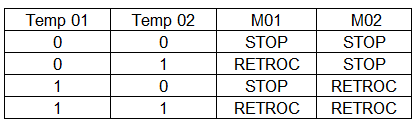 Temp 01 Temp 02 M01 M02
0 0 STOP STOP
0 1 RETROC STOP
1 0 STOP RETROC
1 1 RETROC RETROC